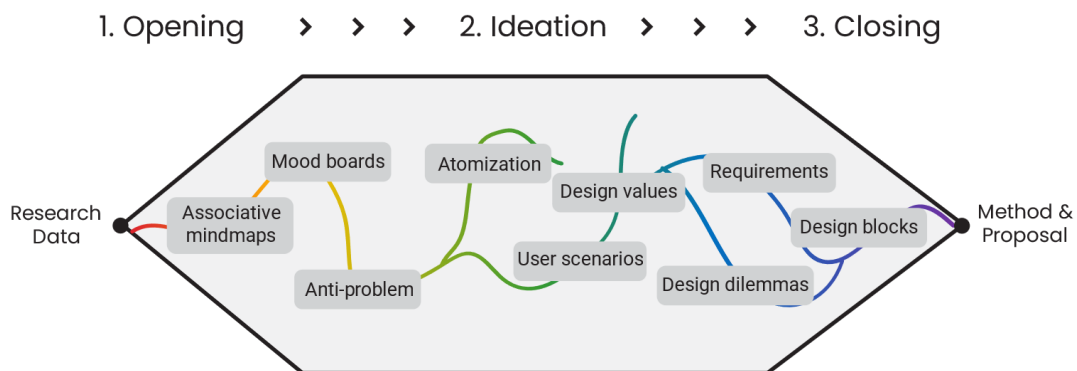 1. Opening > > > 2. Ideation > > > 3. Closing
Research
Data
Associative
mindmaps
Mood boards
Anti-problem
Atomization
User scenarios
Design values
Design dilemmas
Requirements
Design blocks
Method &
Proposal